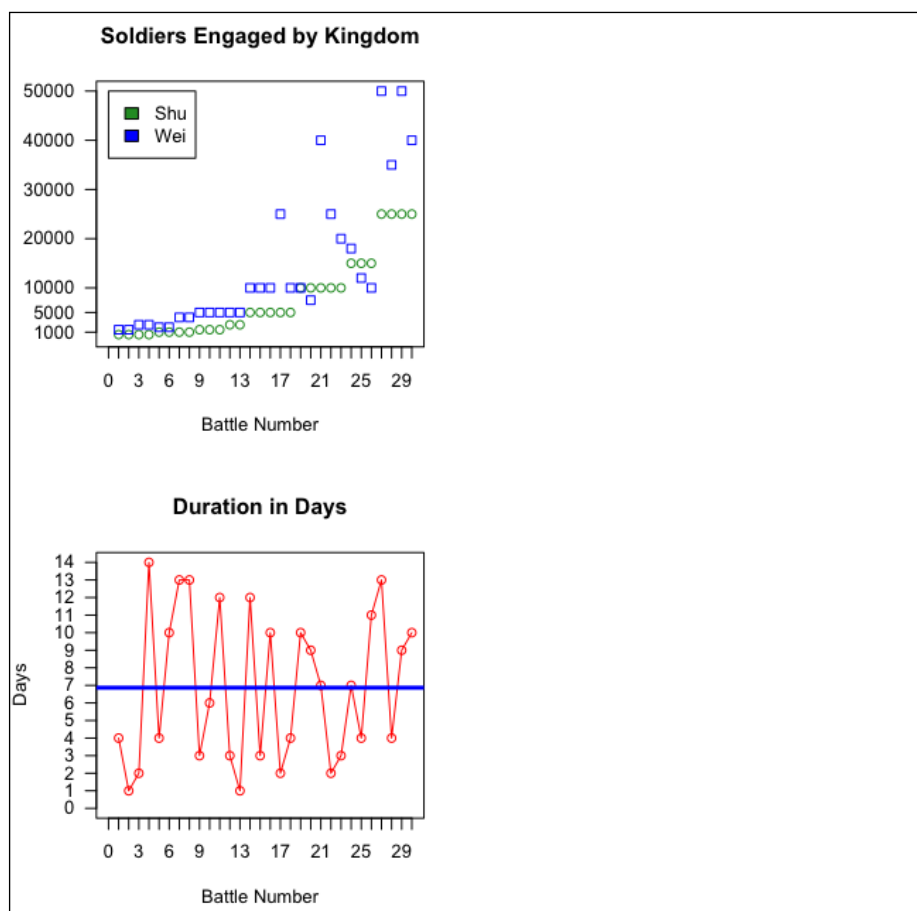 Soldiers Engaged by Kingdom
50000
40000
30000
20000
10000
5000
1000
Shu
Wei
0 3 6 9 13 17 21 25 29
Battle Number
Duration in Days
Days
14
13
12
11
10
9
8
7
6
5
4
3
2
1
0
0 3 6 9 13 17 21 25 29
Battle Number